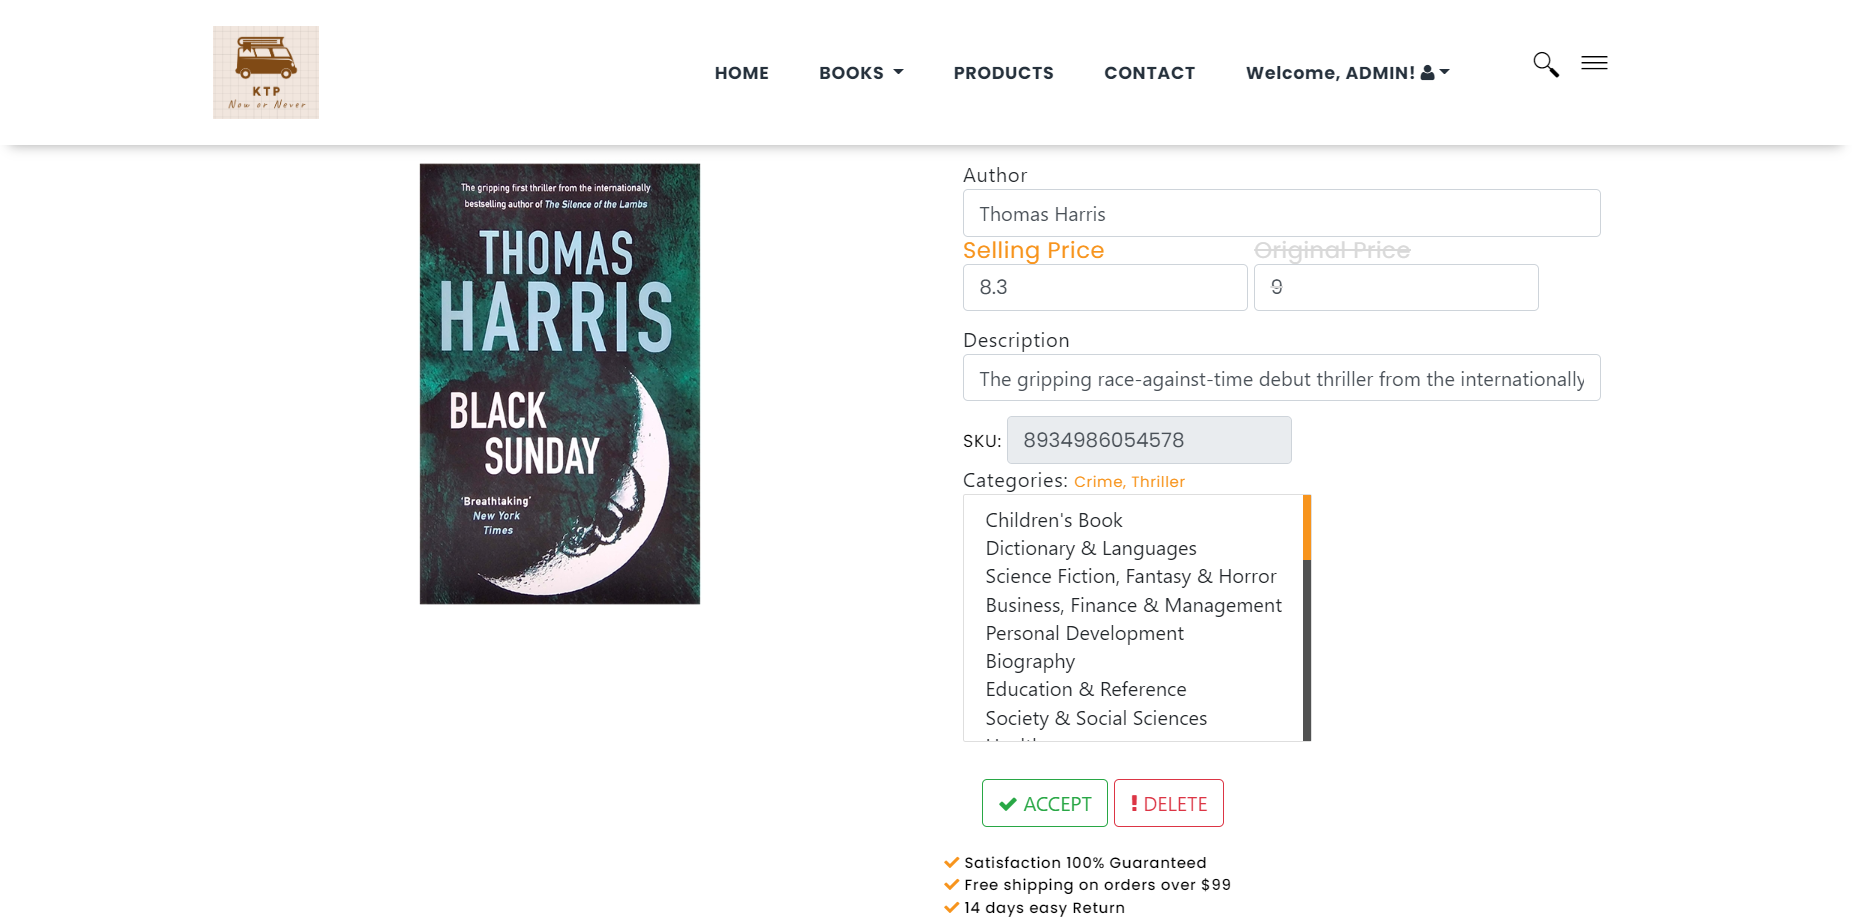 KTP
Now or Never
HOME
BOOKS
PRODUCTS
CONTACT
Welcome, ADMIN!
The gripping first thriller from the internationally
bestselling author of The Silence of the Lambs
THOMAS
HARRIS
BLACK
SUNDAY
'Breathtaking'
New York
Times
Author
Thomas Harris
Selling Price
Original Price
8.3
9
Description
The gripping race-against-time debut thriller from the internationally
SKU: 8934986054578
Categories: Crime, Thriller
Children's Book
Dictionary & Languages
Science Fiction, Fantasy & Horror
Business, Finance & Management
Personal Development
Biography
Education & Reference
Society & Social Sciences
ACCEPT
DELETE
Satisfaction 100% Guaranteed
Free shipping on orders over $99
14 days easy Return